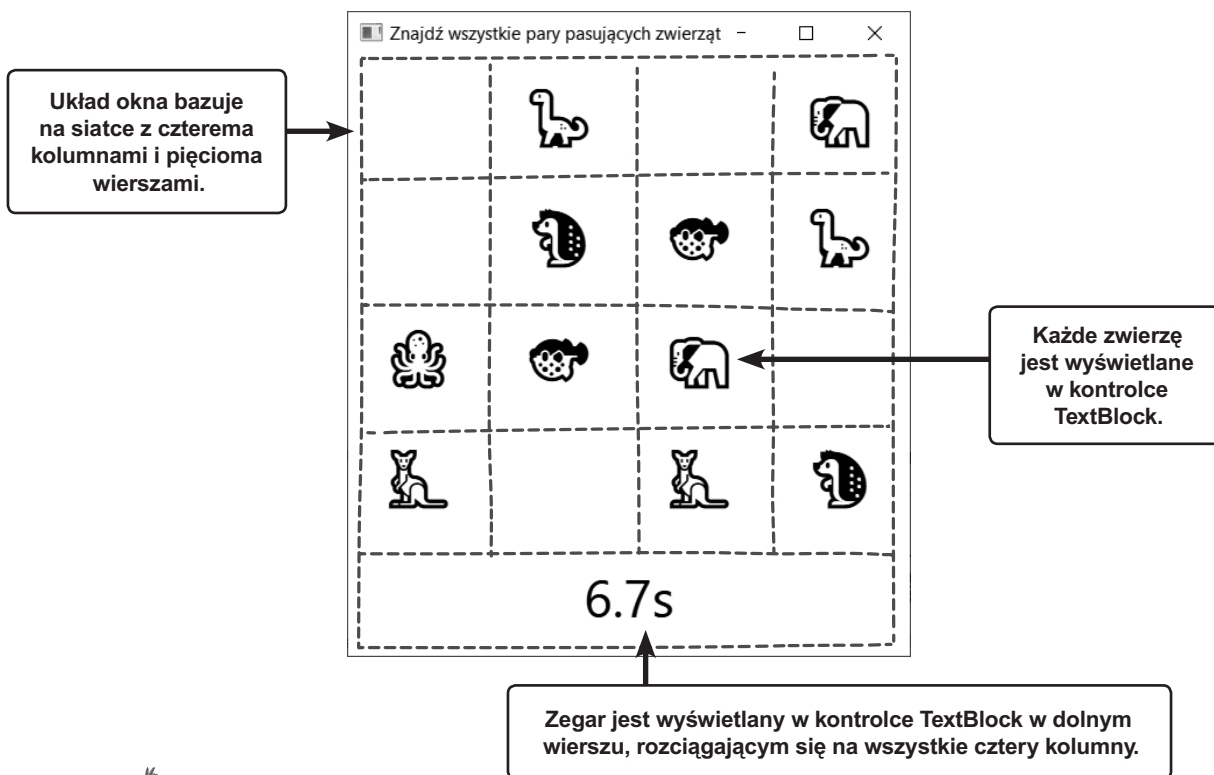 Znajdź wszystkie pary pasujących zwierząt
Układ okna bazuje
na siatce z czterema
kolumnami i pięcioma
wierszami.
Każde zwierzę
jest wyświetlane
w kontrolce
TextBlock.
6.7s
Zegar jest wyświetlany w kontrolce TextBlock w dolnym
wierszu, rozciągającym się na wszystkie cztery kolumny.